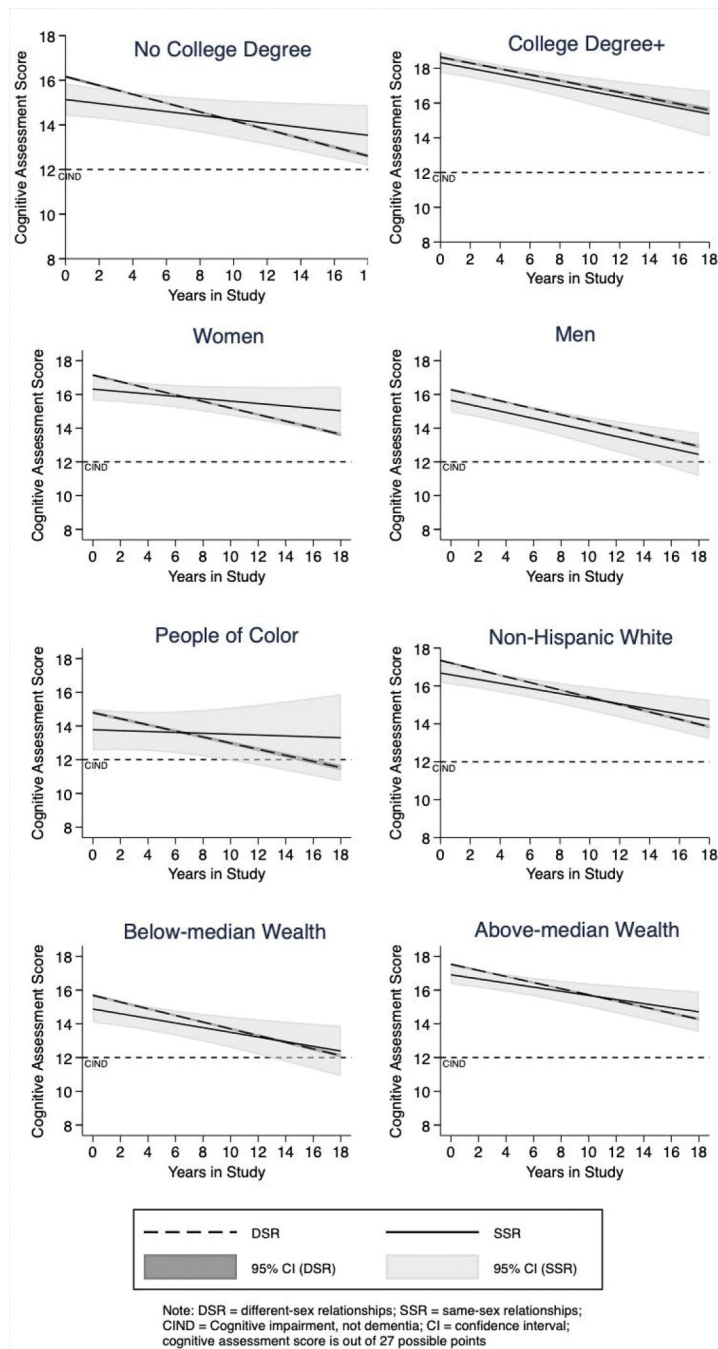 No College Degree
Cognitive Assessment Score
18
16
14
12
10
8
CIND
0 2 4 6 8 10 12 14 16 1
Years in Study
College Degree+
Cognitive Assessment Score
18
16
14
12
10
8
CIND
0 2 4 6 8 10 12 14 16 18
Years in Study
Women
Cognitive Assessment Score
18
16
14
12
10
8
CIND
0 2 4 6 8 10 12 14 16 18
Years in Study
Men
Cognitive Assessment Score
18
16
14
12
10
8
CIND
0 2 4 6 8 10 12 14 16 18
Years in Study
People of Color
Cognitive Assessment Score
18
16
14
12
10
8
CIND
0 2 4 6 8 10 12 14 16 18
Years in Study
Non-Hispanic White
Cognitive Assessment Score
18
16
14
12
10
8
CIND
0 2 4 6 8 10 12 14 16 18
Years in Study
Below-median Wealth
Cognitive Assessment Score
18
16
14
12
10
8
CIND
0 2 4 6 8 10 12 14 16 18
Years in Study
Above-median Wealth
Cognitive Assessment Score
18
16
14
12
10
8
CIND
0 2 4 6 8 10 12 14 16 18
Years in Study
DSR SSR
95% CI (DSR) 95% CI (SSR)
Note: DSR = different-sex relationships; SSR = same-sex relationships;
CIND = Cognitive impairment, not dementia; CI = confidence interval;
cognitive assessment score is out of 27 possible points